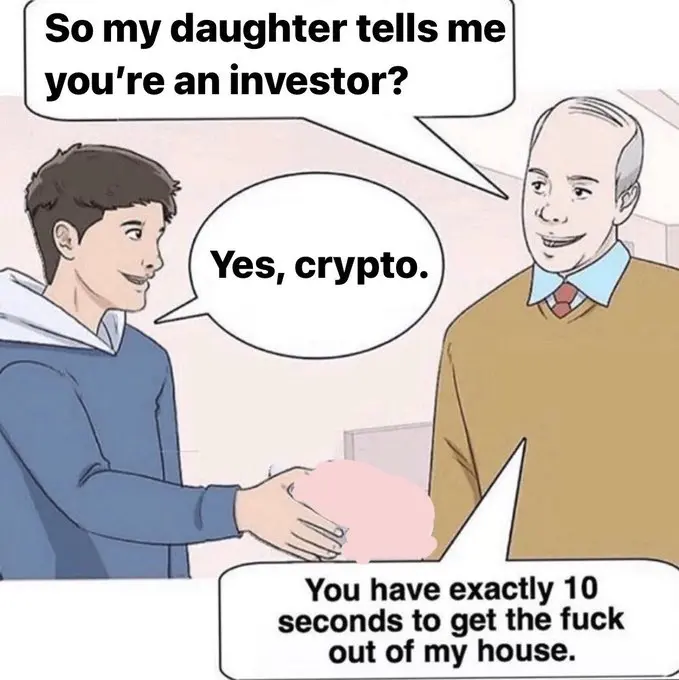 So my daughter tells me
you’re an investor?
Yes, crypto.
You have exactly 10
seconds to get the fuck
out of my house.